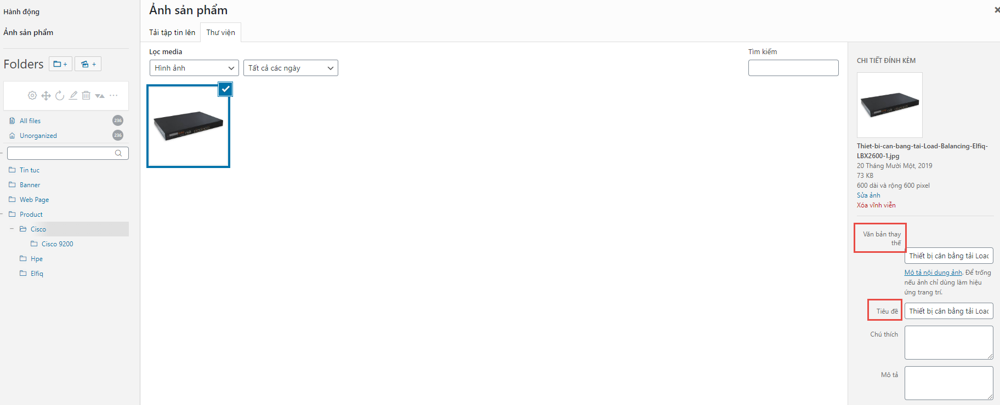 Hành động
Ảnh sản phẩm
Folders
+
+
All files 236
Unorganized 236
Tin tuc
Banner
Web Page
Product
Cisco
Cisco 9200
Hpe
Elfiq
Ảnh sản phẩm
Tải tập tin lên
Thư viện
Lọc media
Hình ảnh
Tất cả các ngày
Tìm kiếm
CHI TIẾT ĐÍNH KÈM
Thiet-bi-can-bang-tai-Load-Balancing-Elfiq-
LBX2600-1.jpg
20 Tháng Mười Một, 2019
73 KB
600 dài và rộng 600 pixel
Sửa ảnh
Xóa vĩnh viễn
Văn bản thay
thế
Thiết bị cân bằng tải Load
Mô tả nội dung ảnh. Để trống
nếu ảnh chỉ dùng làm hiệu
ứng trang trí.
Tiêu đề
Thiết bị cân bằng tải Load
Chú thích
Mô tả